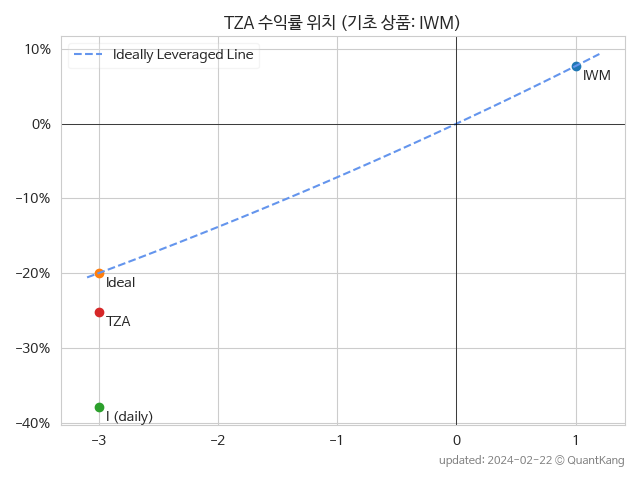 TZA 수익률 위치 (기초 상품: IWM)
10%
Ideally Leveraged Line
IWM
0%
−10%
−20%
Ideal
TZA
−30%
I (daily)
−40%
−3
−2
−1
0
1
updated: 2024-02-22 © QuantKang